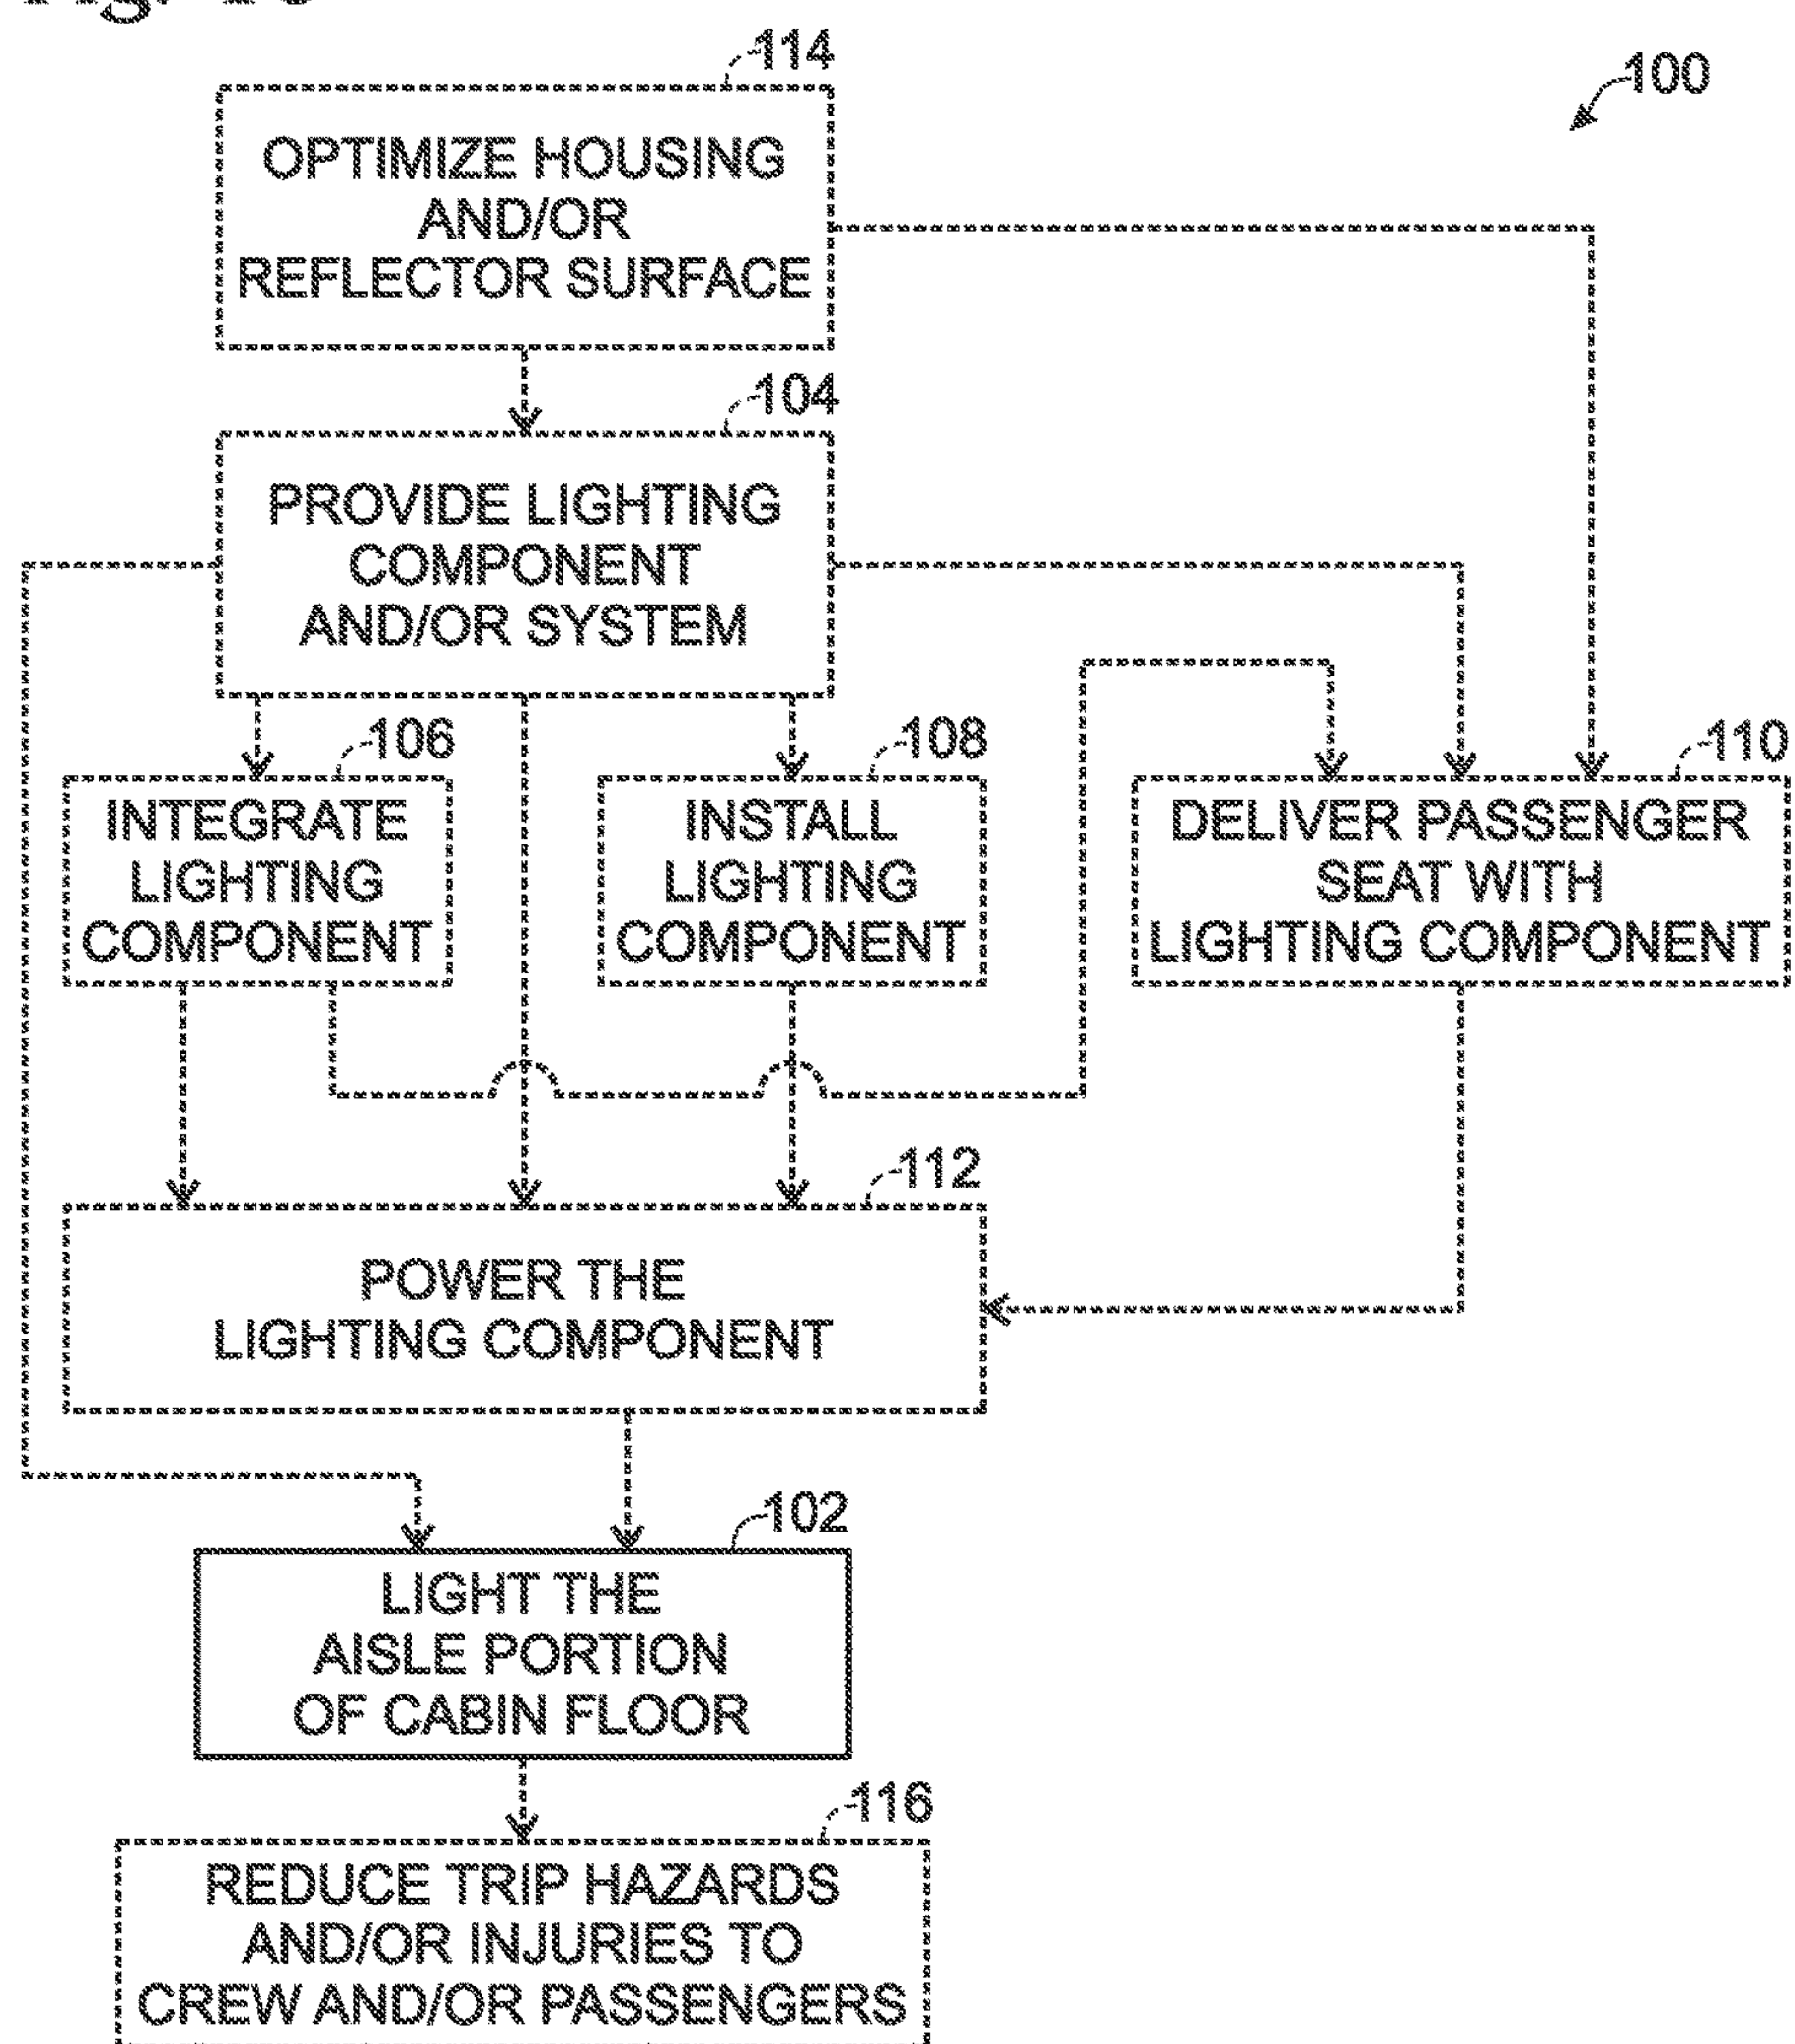 114
100
OPTIMIZE HOUSING
AND/OR
REFLECTOR SURFACE
104
PROVIDE LIGHTING
COMPONENT
AND/OR SYSTEM
106
INTEGRATE
LIGHTING
COMPONENT
108
INSTALL
LIGHTING
COMPONENT
110
DELIVER PASSENGER
SEAT WITH
LIGHTING COMPONENT
112
POWER THE
LIGHTING COMPONENT
102
LIGHT THE
AISLE PORTION
OF CABIN FLOOR
116
REDUCE TRIP HAZARDS
AND/OR INJURIES TO
CREW AND/OR PASSENGERS